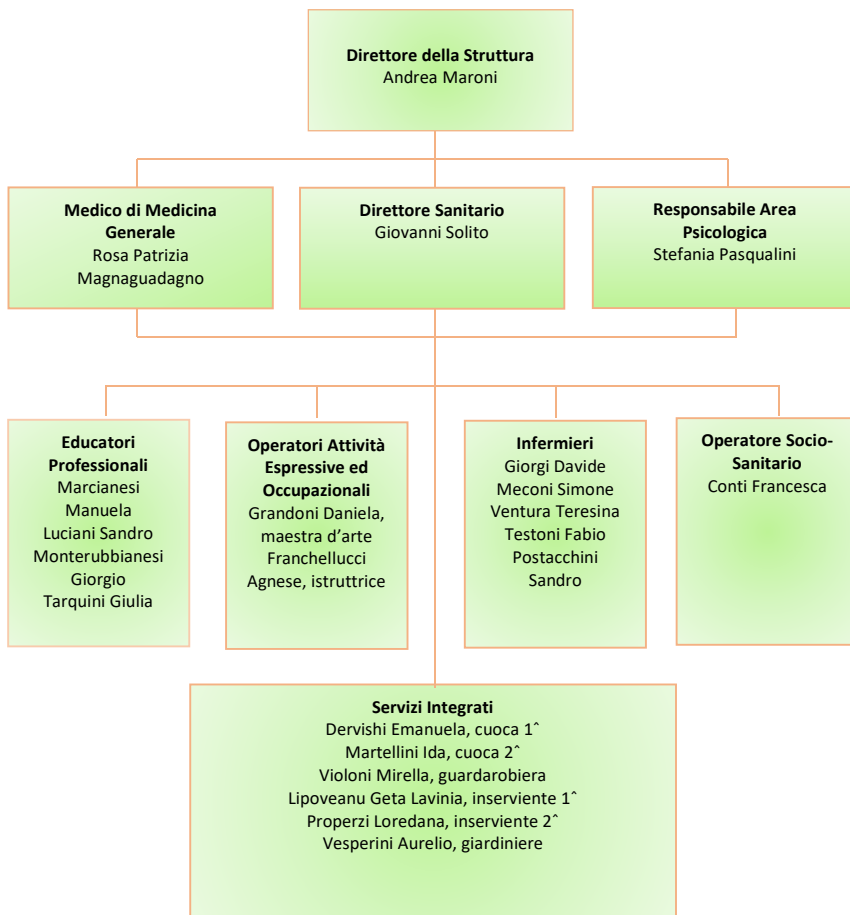 Direttore della Struttura
Andrea Maroni
Medico di Medicina
Generale
Rosa Patrizia
Magnaguadagno
Direttore Sanitario
Giovanni Solito
Responsabile Area
Psicologica
Stefania Pasqualini
Educatori
Professionali
Marcianesi
Manuela
Luciani Sandro
Monterubbianesi
Giorgio
Tarquini Giulia
Operatori Attività
Espressive ed
Occupazionali
Grandoni Daniela,
maestra d’arte
Franchellucci
Agnese, istruttrice
Infermieri
Giorgi Davide
Meconi Simone
Ventura Teresina
Testoni Fabio
Postacchini
Sandro
Operatore Socio-
Sanitario
Conti Francesca
Servizi Integrati
Dervishi Emanuela, cuoca 1ˆ
Martellini Ida, cuoca 2ˆ
Violoni Mirella, guardarobiera
Lipoveanu Geta Lavinia, inserviente 1ˆ
Properzi Loredana, inserviente 2ˆ
Vesperini Aurelio, giardiniere